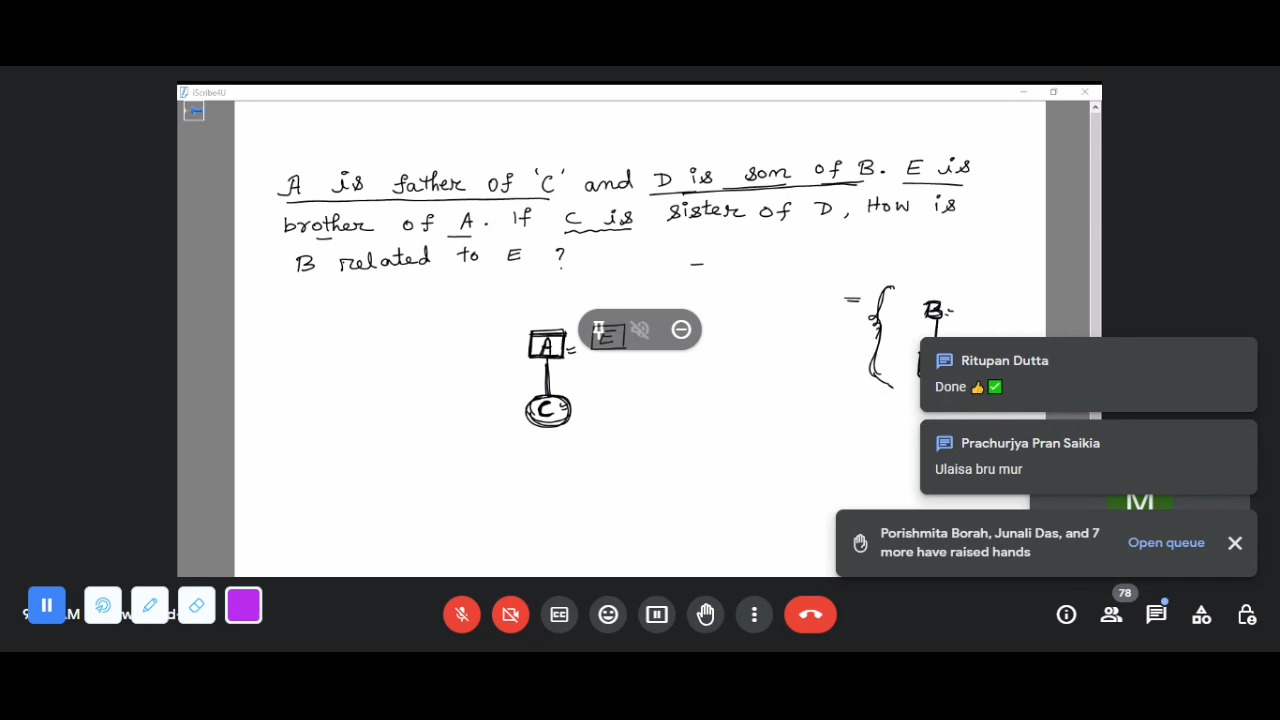 iScribe4U
A is father of 'C' and D is son of B. E is
brother of A. If C is sister of D, How is
B related to E ?
A = E
= B
C
Ritupan Dutta
Done 👍 ✅
Prachurjya Pran Saikia
Ulaisa bru mur
M
Porishmita Borah, Junali Das, and 7
more have raised hands
Open queue
78